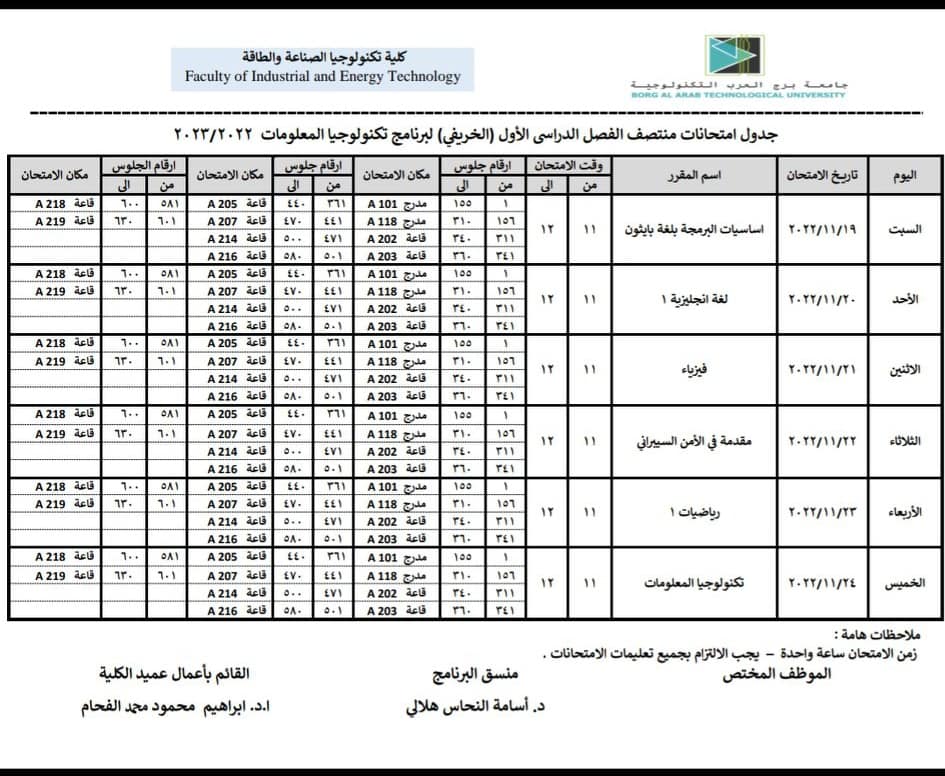 كلية تكنولوجيا الصناعة والطاقة
Faculty of Industrial and Energy Technology
جامعة برج العرب التكنولوجية
BORG AL ARAB TECHNOLOGICAL UNIVERSITY
جدول امتحانات منتصف الفصل الدراسى الأول (الخريفي) لبرنامج تكنولوجيا المعلومات ٢٠٢٣/٢٠٢٢
اليوم تاريخ الامتحان اسم المقرر وقت الامتحان ارقام جلوس مكان الامتحان ارقام جلوس مكان الامتحان ارقام الجلوس مكان الامتحان
من الى من الى من الى من الى
السبت ٢٠٢٢/١١/١٩ اساسيات البرمجة بلغة بايثون ١١ ١٢
١ ١٥٥ مدرج A 101 ٣٦١ ٤٤٠ قاعة A 205 ٥٨١ ٦٠٠ قاعة A 218
١٥٦ ٣١٠ مدرج A 118 ٤٤١ ٤٧٠ قاعة A 207 ٦٠١ ٦٣٠ قاعة A 219
٣١١ ٣٤٠ قاعة A 202 ٤٧١ ٥٠٠ قاعة A 214
٣٤١ ٣٦٠ قاعة A 203 ٥٠١ ٥٨٠ قاعة A 216
الأحد ٢٠٢٢/١١/٢٠ لغة انجليزية ١ ١١ ١٢
١ ١٥٥ مدرج A 101 ٣٦١ ٤٤٠ قاعة A 205 ٥٨١ ٦٠٠ قاعة A 218
١٥٦ ٣١٠ مدرج A 118 ٤٤١ ٤٧٠ قاعة A 207 ٦٠١ ٦٣٠ قاعة A 219
٣١١ ٣٤٠ قاعة A 202 ٤٧١ ٥٠٠ قاعة A 214
٣٤١ ٣٦٠ قاعة A 203 ٥٠١ ٥٨٠ قاعة A 216
الاثنين ٢٠٢٢/١١/٢١ فيزياء ١١ ١٢
١ ١٥٥ مدرج A 101 ٣٦١ ٤٤٠ قاعة A 205 ٥٨١ ٦٠٠ قاعة A 218
١٥٦ ٣١٠ مدرج A 118 ٤٤١ ٤٧٠ قاعة A 207 ٦٠١ ٦٣٠ قاعة A 219
٣١١ ٣٤٠ قاعة A 202 ٤٧١ ٥٠٠ قاعة A 214
٣٤١ ٣٦٠ قاعة A 203 ٥٠١ ٥٨٠ قاعة A 216
الثلاثاء ٢٠٢٢/١١/٢٢ مقدمة في الأمن السيبراني ١١ ١٢
١ ١٥٥ مدرج A 101 ٣٦١ ٤٤٠ قاعة A 205 ٥٨١ ٦٠٠ قاعة A 218
١٥٦ ٣١٠ مدرج A 118 ٤٤١ ٤٧٠ قاعة A 207 ٦٠١ ٦٣٠ قاعة A 219
٣١١ ٣٤٠ قاعة A 202 ٤٧١ ٥٠٠ قاعة A 214
٣٤١ ٣٦٠ قاعة A 203 ٥٠١ ٥٨٠ قاعة A 216
الأربعاء ٢٠٢٢/١١/٢٣ رياضيات ١ ١١ ١٢
١ ١٥٥ مدرج A 101 ٣٦١ ٤٤٠ قاعة A 205 ٥٨١ ٦٠٠ قاعة A 218
١٥٦ ٣١٠ مدرج A 118 ٤٤١ ٤٧٠ قاعة A 207 ٦٠١ ٦٣٠ قاعة A 219
٣١١ ٣٤٠ قاعة A 202 ٤٧١ ٥٠٠ قاعة A 214
٣٤١ ٣٦٠ قاعة A 203 ٥٠١ ٥٨٠ قاعة A 216
الخميس ٢٠٢٢/١١/٢٤ تكنولوجيا المعلومات ١١ ١٢
١ ١٥٥ مدرج A 101 ٣٦١ ٤٤٠ قاعة A 205 ٥٨١ ٦٠٠ قاعة A 218
١٥٦ ٣١٠ مدرج A 118 ٤٤١ ٤٧٠ قاعة A 207 ٦٠١ ٦٣٠ قاعة A 219
٣١١ ٣٤٠ قاعة A 202 ٤٧١ ٥٠٠ قاعة A 214
٣٤١ ٣٦٠ قاعة A 203 ٥٠١ ٥٨٠ قاعة A 216
ملاحظات هامة :
زمن الامتحان ساعة واحدة – يجب الالتزام بجميع تعليمات الامتحانات .
الموظف المختص منسق البرنامج القائم بأعمال عميد الكلية
د. أسامة النحاس هلالي ا.د. ابراهيم محمود محمد الفحام